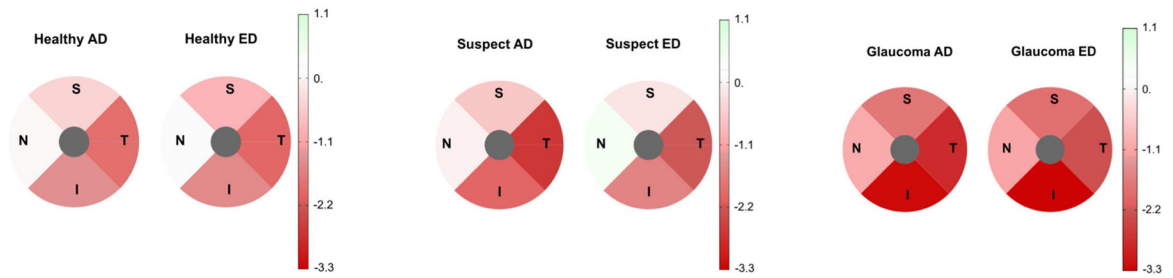 Healthy AD
Healthy ED
S
N
T
I
S
N
T
I
1.1
0.
-1.1
-2.2
-3.3
Suspect AD
Suspect ED
S
N
T
I
S
N
T
I
1.1
0.
-1.1
-2.2
-3.3
Glaucoma AD
Glaucoma ED
S
N
T
I
S
N
T
I
1.1
0.
-1.1
-2.2
-3.3